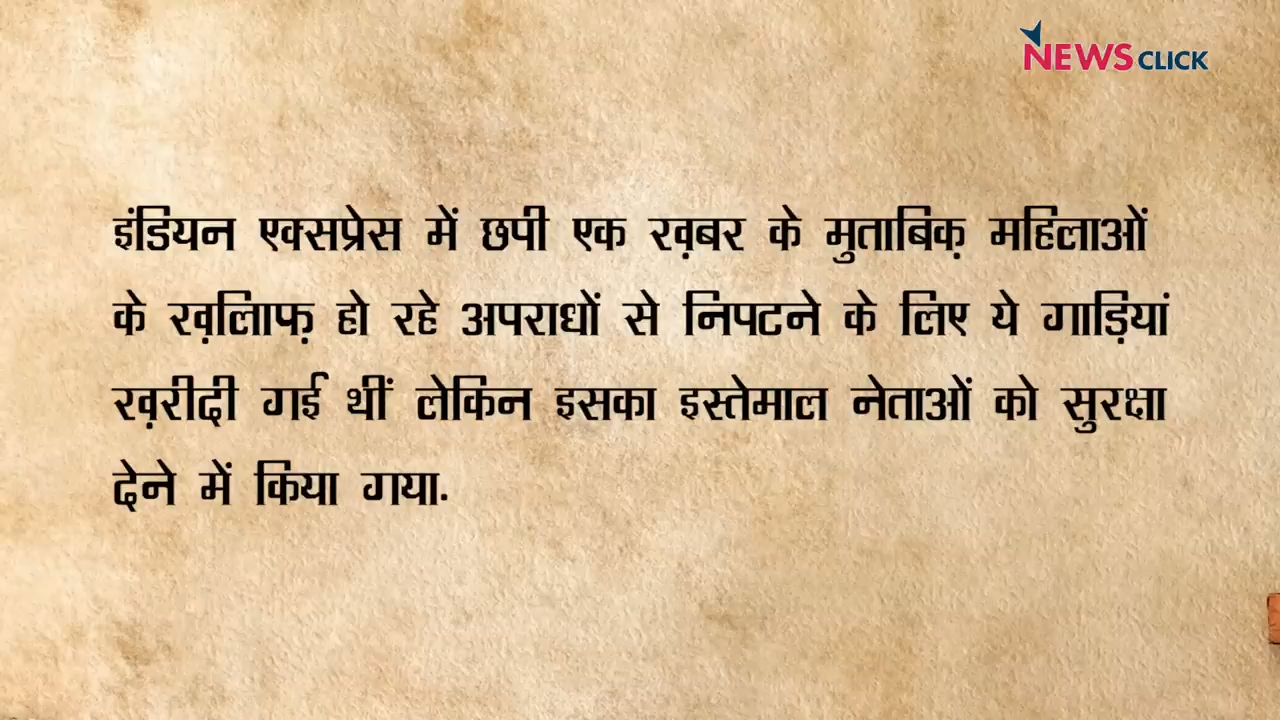 NEWSCLICK
इंडियन एक्सप्रेस में छपी एक ख़बर के मुताबिक़ महिलाओं
के ख़िलाफ़ हो रहे अपराधों से निपटने के लिए ये गाड़ियां
ख़रीदी गई थीं लेकिन इसका इस्तेमाल नेताओं को सुरक्षा
देने में किया गया.